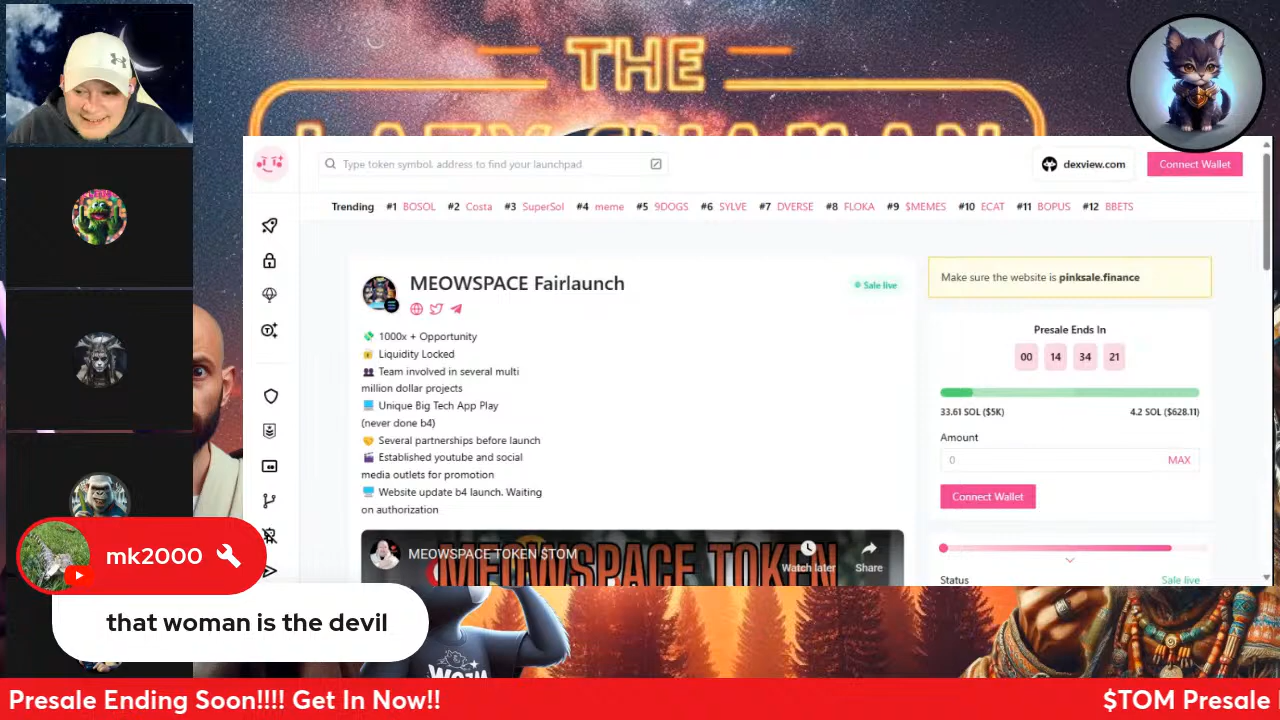 THE
LAZY SHAMAN
Type token symbol, address to find your launchpad
dexview.com
Connect Wallet
Trending #1 BOSOL #2 Costa #3 SuperSol #4 meme #5 9DOGS #6 SYLVE #7 DVERSE #8 FLOKA #9 $MEMES #10 ECAT #11 BOPUS #12 BBETS
MEOWSPACE Fairlaunch
Sale live
💸 1000x + Opportunity
💰 Liquidity Locked
👥 Team involved in several multi
million dollar projects
💻 Unique Big Tech App Play
(never done b4)
🤝 Several partnerships before launch
🎬 Established youtube and social
media outlets for promotion
💻 Website update b4 launch. Waiting
on authorization
MEOWSPACE TOKEN $TOM
MEOWSPACE TOKEN
Watch later
Share
Make sure the website is pinksale.finance
Presale Ends In
00 14 34 21
33.61 SOL ($5K) 4.2 SOL ($628.11)
Amount
0 MAX
Connect Wallet
Status Sale live
mk2000
that woman is the devil
Presale Ending Soon!!!! Get In Now!! $TOM Presale